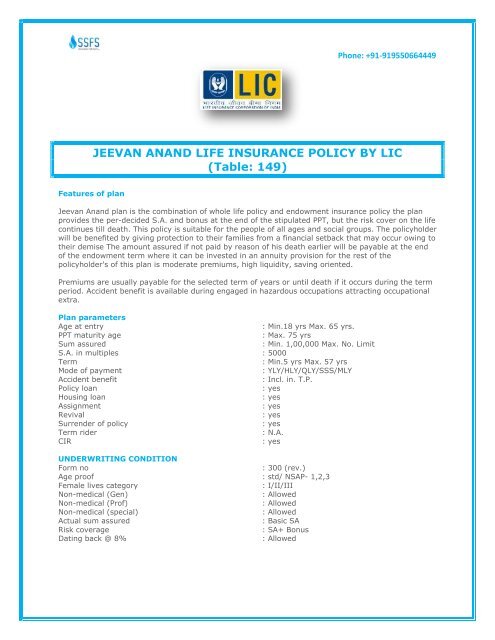 SSFS
Phone: +91-919550664449
LIC
भारतीय जीवन बीमा निगम
LIFE INSURANCE CORPORATION OF INDIA
JEEVAN ANAND LIFE INSURANCE POLICY BY LIC
(Table: 149)
Features of plan
Jeevan Anand plan is the combination of whole life policy and endowment insurance policy the plan
provides the per-decided S.A. and bonus at the end of the stipulated PPT, but the risk cover on the life
continues till death. This policy is suitable for the people of all ages and social groups. The policyholder
will be benefited by giving protection to their families from a financial setback that may occur owing to
their demise The amount assured if not paid by reason of his death earlier will be payable at the end
of the endowment term where it can be invested in an annuity provision for the rest of the
policyholder's of this plan is moderate premiums, high liquidity, saving oriented.
Premiums are usually payable for the selected term of years or until death if it occurs during the term
period. Accident benefit is available during engaged in hazardous occupations attracting occupational
extra.
Plan parameters
Age at entry : Min.18 yrs Max. 65 yrs.
PPT maturity age : Max. 75 yrs
Sum assured : Min. 1,00,000 Max. No. Limit
S.A. in multiples : 5000
Term : Min.5 yrs Max. 57 yrs
Mode of payment : YLY/HLY/QLY/SSS/MLY
Accident benefit : Incl. in. T.P.
Policy loan : yes
Housing loan : yes
Assignment : yes
Revival : yes
Surrender of policy : yes
Term rider : N.A.
CIR : yes
UNDERWRITING CONDITION
Form no : 300 (rev.)
Age proof : std/ NSAP- 1,2,3
Female lives category : I/II/III
Non-medical (Gen) : Allowed
Non-medical (Prof) : Allowed
Non-medical (special) : Allowed
Actual sum assured : Basic SA
Risk coverage : SA+ Bonus
Dating back @ 8% : Allowed